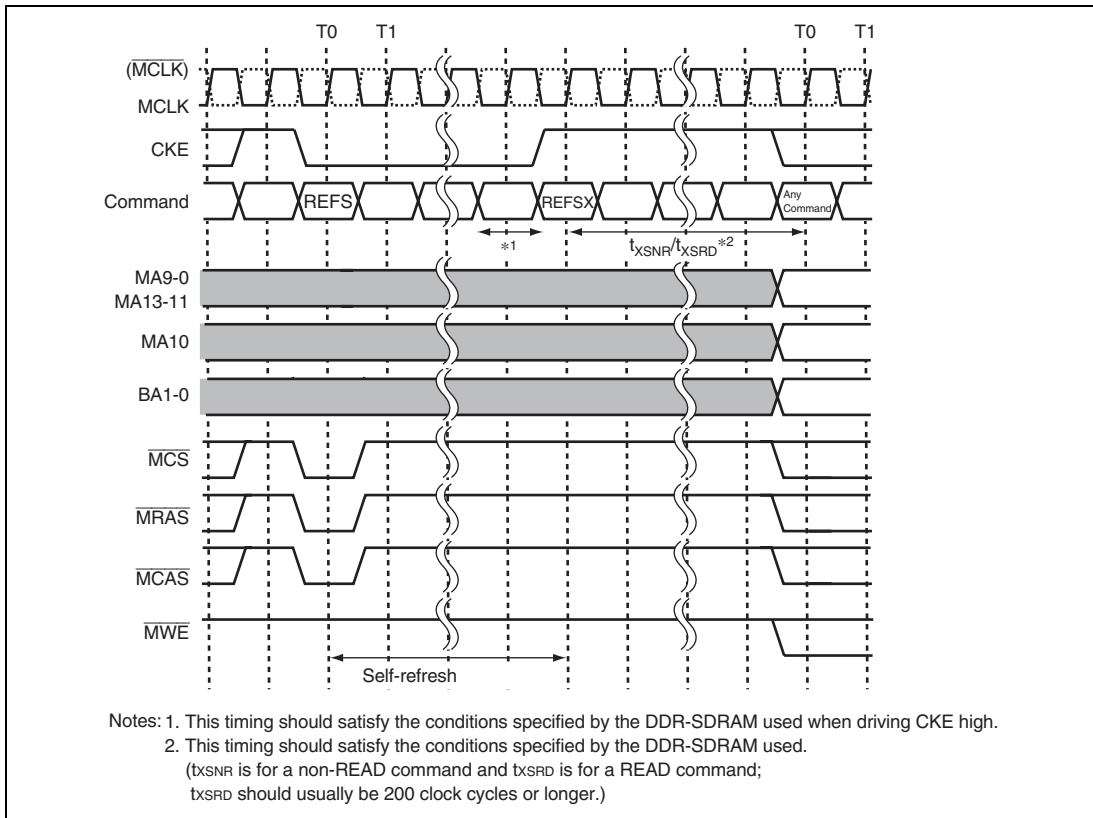 T0 T1 T0 T1
(MCLK)
MCLK
CKE
Command REFS REFSX Any Command
*1 tXSNR/tXSRD*2
MA9-0
MA13-11
MA10
BA1-0
MCS
MRAS
MCAS
MWE
Self-refresh
Notes: 1. This timing should satisfy the conditions specified by the DDR-SDRAM used when driving CKE high.
2. This timing should satisfy the conditions specified by the DDR-SDRAM used.
(tXSNR is for a non-READ command and tXSRD is for a READ command;
tXSRD should usually be 200 clock cycles or longer.)